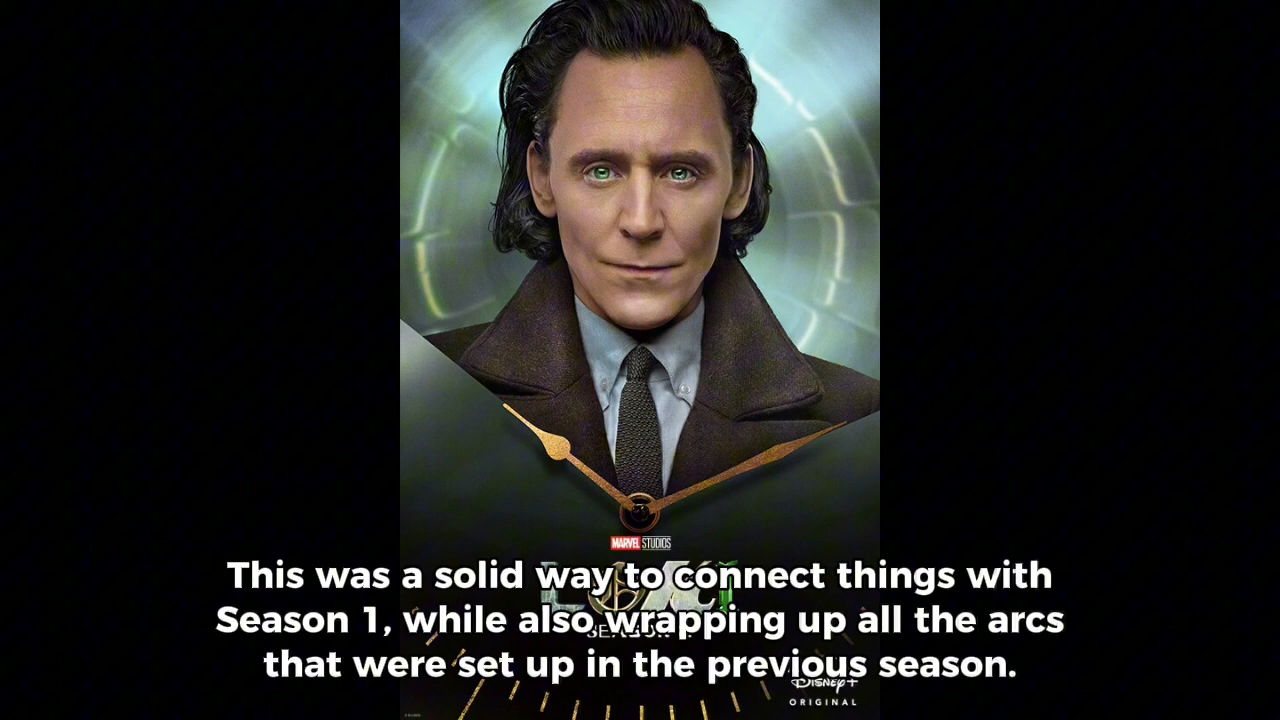 MARVEL STUDIOS
This was a solid way to connect things with
Season 1, while also wrapping up all the arcs
that were set up in the previous season.
DISNEY+
ORIGINAL